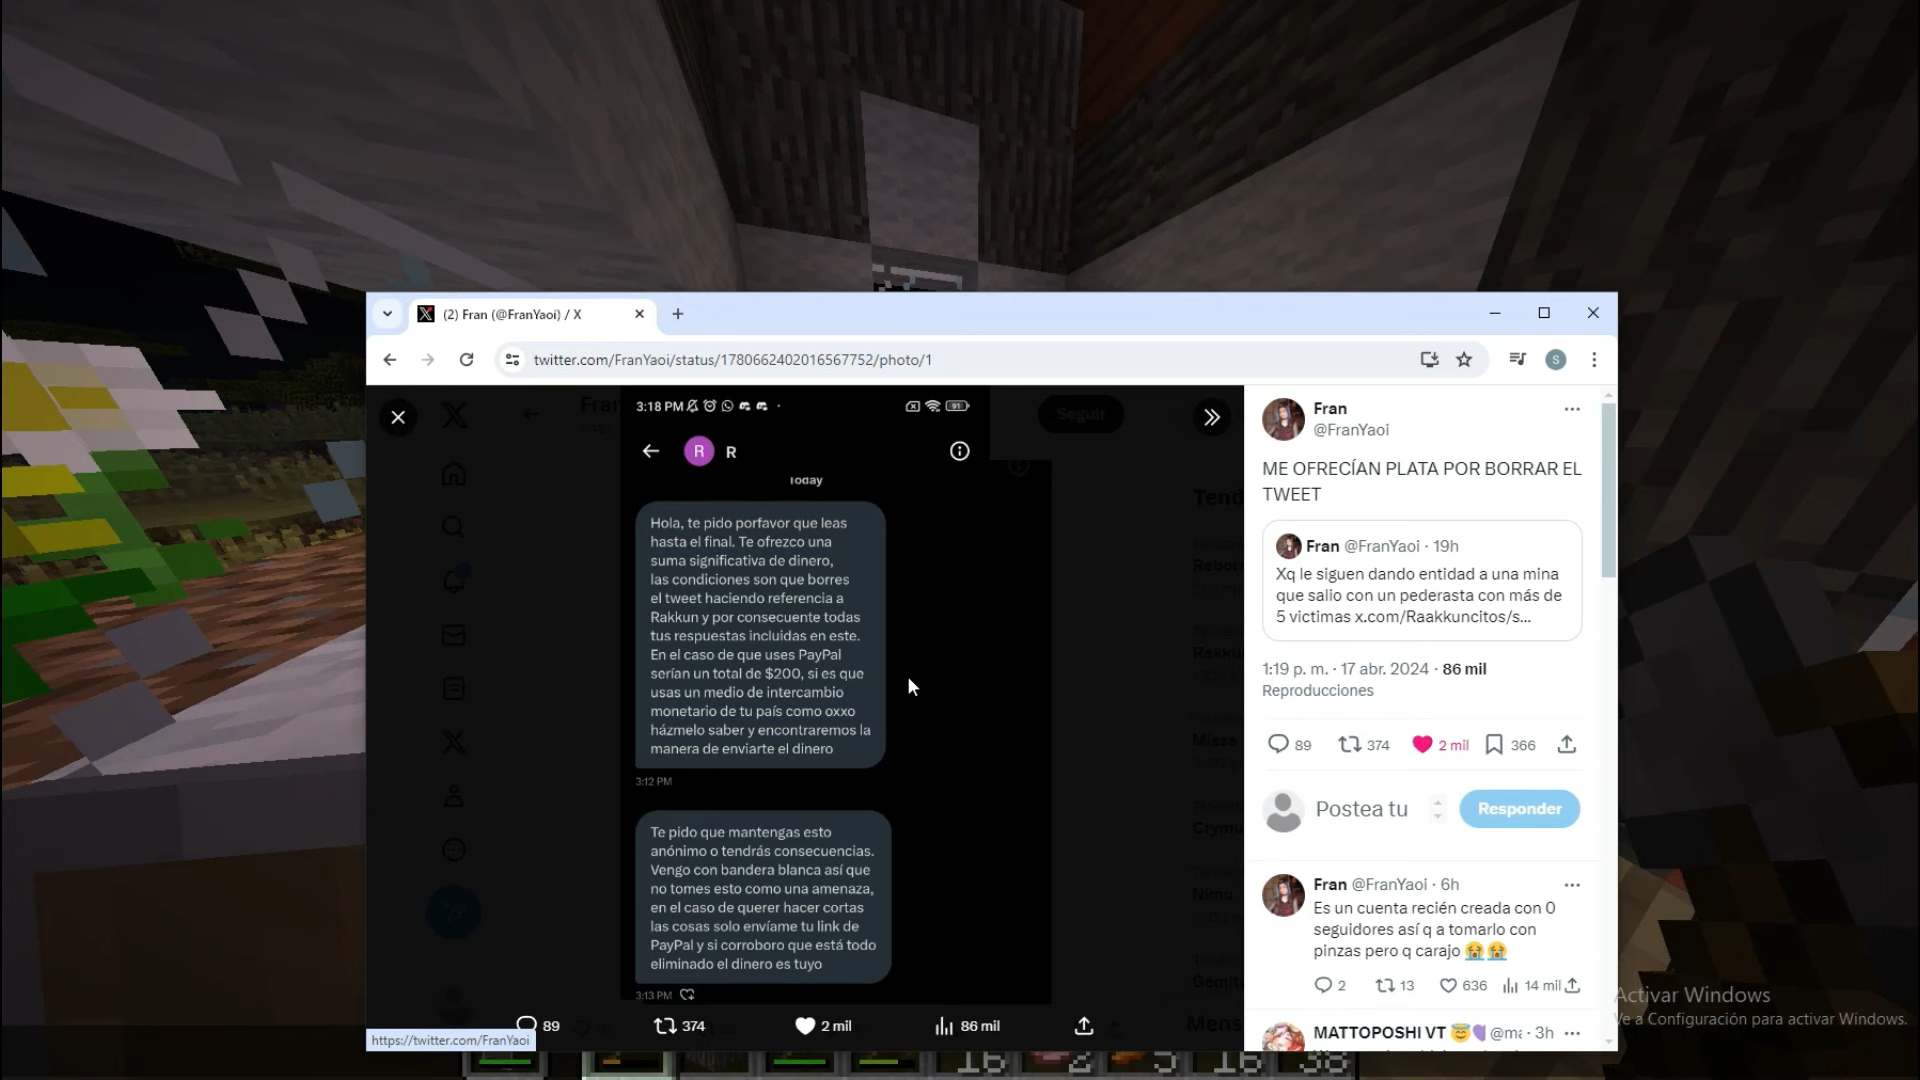 (2) Fran (@FranYaoi) / X
twitter.com/FranYaoi/status/1780662402016567752/photo/1
S
3:18 PM
91
R
R
Today
Hola, te pido porfavor que leas
hasta el final. Te ofrezco una
suma significativa de dinero,
las condiciones son que borres
el tweet haciendo referencia a
Rakkun y por consecuente todas
tus respuestas incluidas en este.
En el caso de que uses PayPal
serían un total de $200, si es que
usas un medio de intercambio
monetario de tu país como oxxo
házmelo saber y encontraremos la
manera de enviarte el dinero
3:12 PM
Te pido que mantengas esto
anónimo o tendrás consecuencias.
Vengo con bandera blanca así que
no tomes esto como una amenaza,
en el caso de querer hacer cortas
las cosas solo envíame tu link de
PayPal y si corroboro que está todo
eliminado el dinero es tuyo
3:13 PM
89
374
2 mil
86 mil
https://twitter.com/FranYaoi
Seguir
Fran
@FranYaoi
ME OFRECÍAN PLATA POR BORRAR EL
TWEET
Fran @FranYaoi · 19h
Xq le siguen dando entidad a una mina
que salio con un pederasta con más de
5 victimas x.com/Raakkuncitos/s...
1:19 p. m. · 17 abr. 2024 · 86 mil
Reproducciones
89
374
2 mil
366
Postea tu
Responder
Fran @FranYaoi · 6h
Es un cuenta recién creada con 0
seguidores así q a tomarlo con
pinzas pero q carajo 😭😭
2
13
636
14 mil
MATTOPOSHI VT 😇💜 @ma · 3h
Activar Windows
Ve a Configuración para activar Windows.
16
2
5
16
38